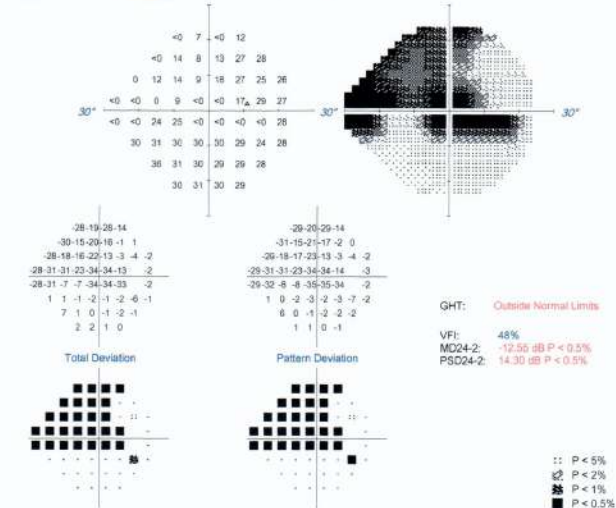 <0 7 <0 12
<0 14 8 13 27 28
0 12 14 9 18 27 25 26
<0 <0 0 9 <0 <0 17 29 27
30° 30° 30°
<0 <0 24 25 <0 <0 <0 <0 28
30 31 30 30 30 29 24 28
36 31 30 29 29 28
30 31 30 29
-28-19-28-14 -29-20-29-14
-30-15-20-16 -1 1 -31-15-21-17 -2 0
-28-18-16-22-13 -3 -4 -2 -29-18-17-23-13 -3 -4 -2
-28-31-31-23-34-34-13 -2 -29-31-31-23-34-34-14 -3
-28-31 -7 -7 -34-34-33 -2 -29-32 -8 -8 -35-35-34 -2
1 1 -1 -2 -1 -2 -6 -1 1 0 -2 -3 -2 -3 -7 -2
7 1 0 -1 -2 -1 6 0 -1 -2 -2 -2
2 2 1 0 1 1 0 -1
GHT: Outside Normal Limits
VFI: 48%
MD24-2: -12.55 dB P < 0.5%
PSD24-2: 14.30 dB P < 0.5%
Total Deviation Pattern Deviation
P < 5%
P < 2%
P < 1%
P < 0.5%